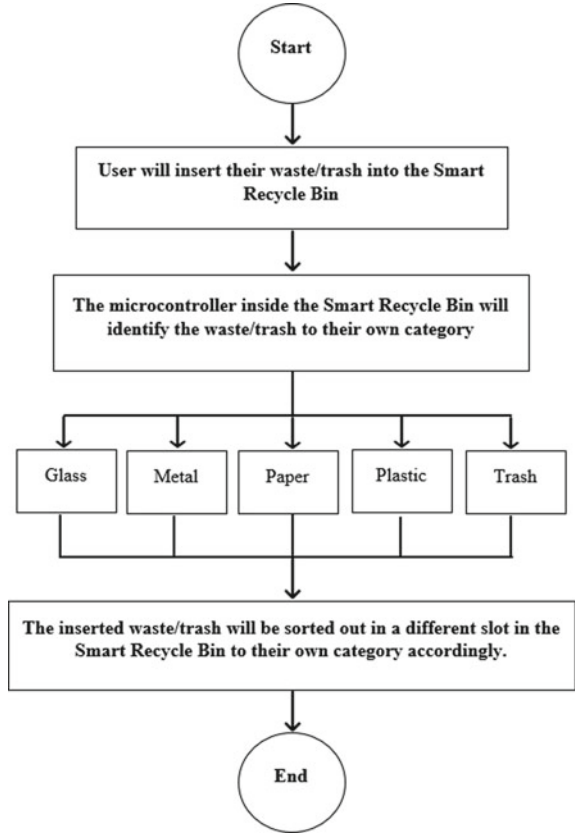 Start
User will insert their waste/trash into the Smart
Recycle Bin
The microcontroller inside the Smart Recycle Bin will
identify the waste/trash to their own category
Glass
Metal
Paper
Plastic
Trash
The inserted waste/trash will be sorted out in a different slot in the
Smart Recycle Bin to their own category accordingly.
End